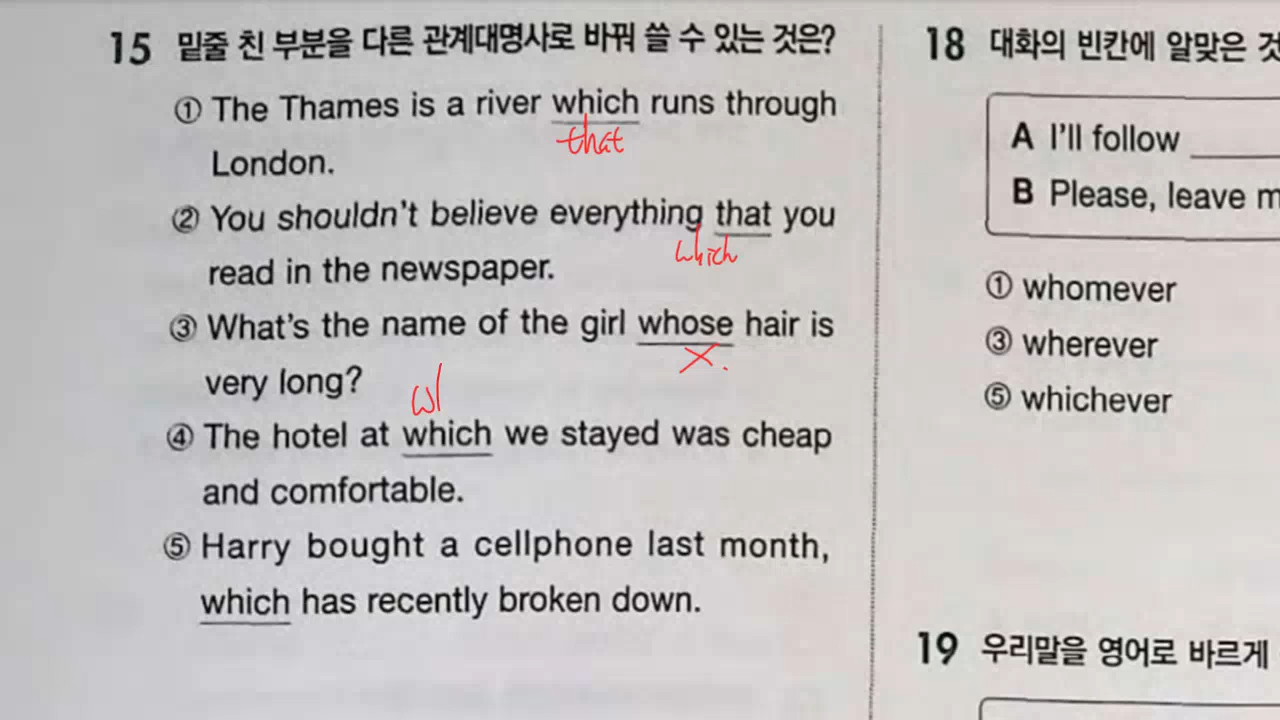 15 밑줄 친 부분을 다른 관계대명사로 바꿔 쓸 수 있는 것은?
① The Thames is a river which runs through
that
London.
② You shouldn't believe everything that you
which
read in the newspaper.
③ What's the name of the girl whose hair is
X.
very long?
④ The hotel at which we stayed was cheap
and comfortable.
⑤ Harry bought a cellphone last month,
which has recently broken down.
18 대화의 빈칸에 알맞은
A I'll follow
B Please, leave
① whomever
③ wherever
⑤ whichever
19 우리말을 영어로 바르게